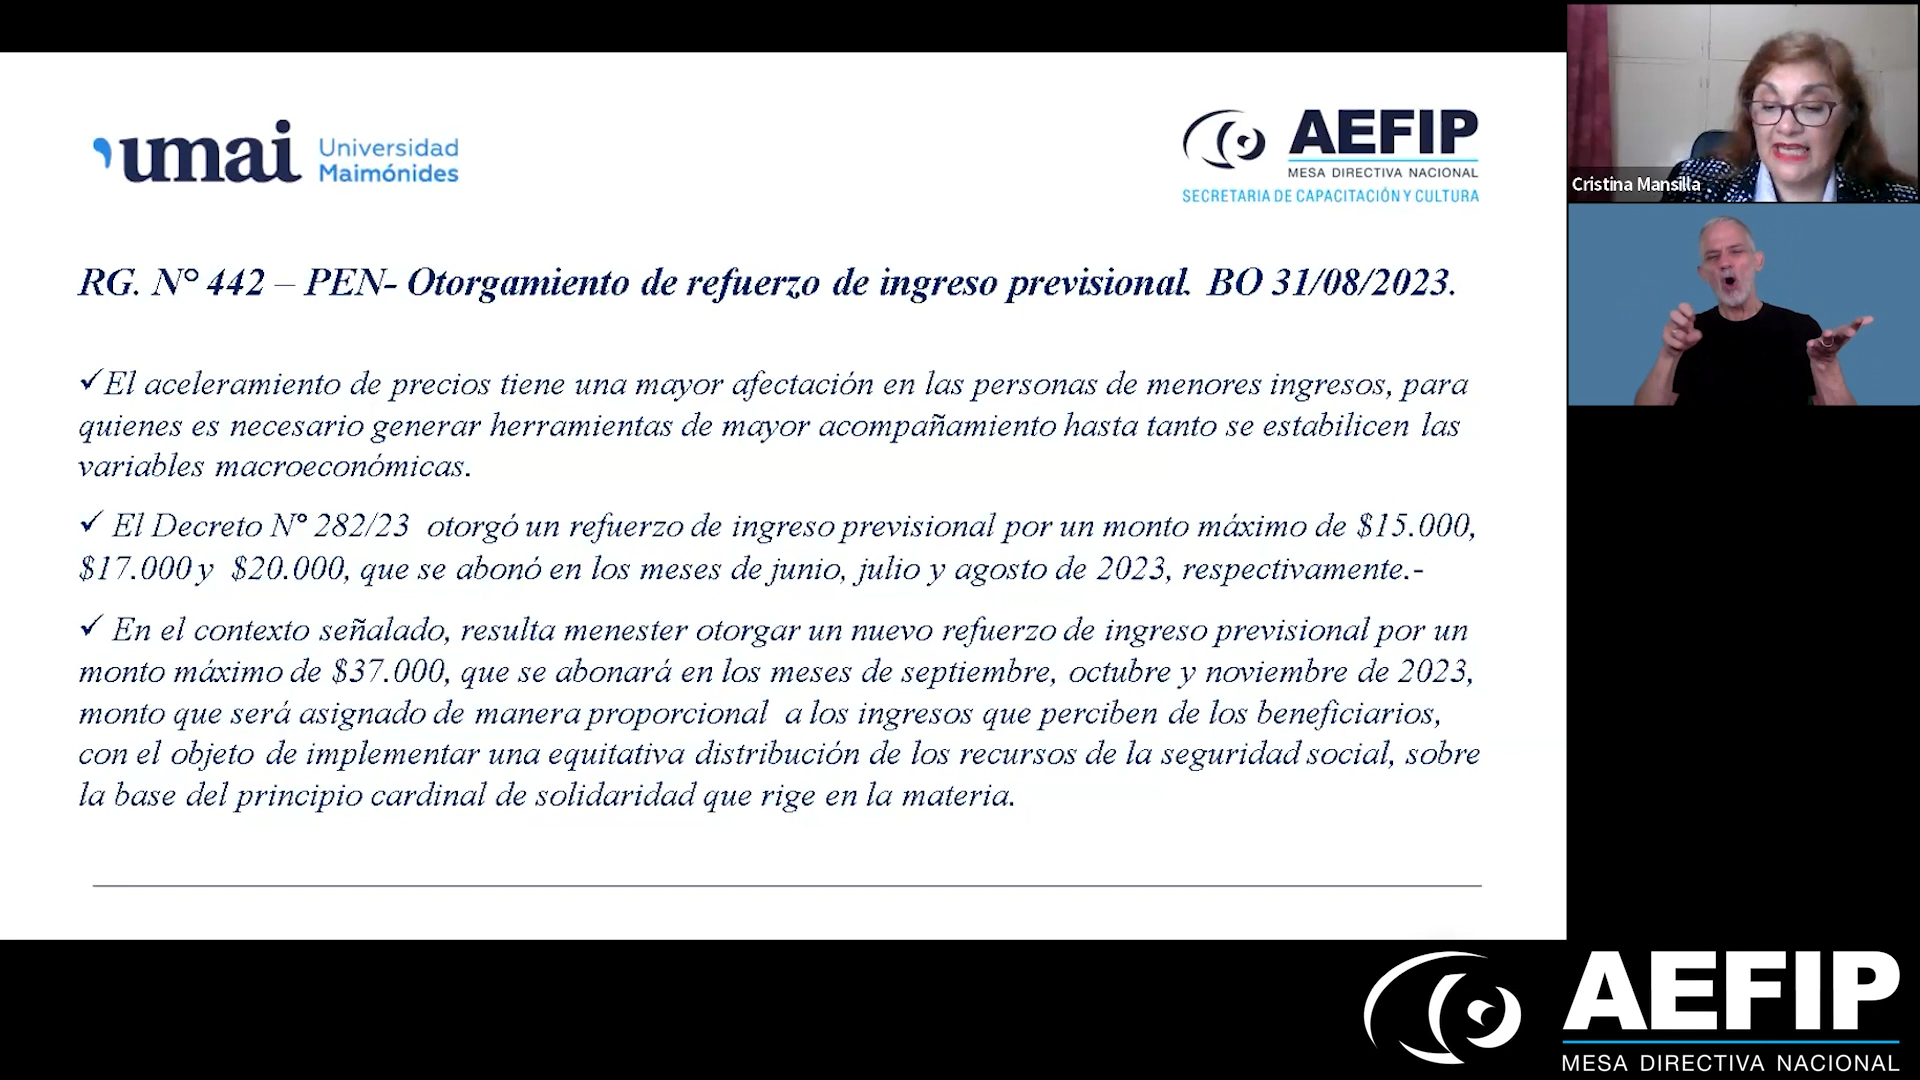 umai Universidad
Maimónides
AEFIP
MESA DIRECTIVA NACIONAL
SECRETARIA DE CAPACITACIÓN Y CULTURA
RG. N° 442 – PEN- Otorgamiento de refuerzo de ingreso previsional. BO 31/08/2023.
✓El aceleramiento de precios tiene una mayor afectación en las personas de menores ingresos, para
quienes es necesario generar herramientas de mayor acompañamiento hasta tanto se estabilicen las
variables macroeconómicas.
✓ El Decreto N° 282/23 otorgó un refuerzo de ingreso previsional por un monto máximo de $15.000,
$17.000 y $20.000, que se abonó en los meses de junio, julio y agosto de 2023, respectivamente.-
✓ En el contexto señalado, resulta menester otorgar un nuevo refuerzo de ingreso previsional por un
monto máximo de $37.000, que se abonará en los meses de septiembre, octubre y noviembre de 2023,
monto que será asignado de manera proporcional a los ingresos que perciben de los beneficiarios,
con el objeto de implementar una equitativa distribución de los recursos de la seguridad social, sobre
la base del principio cardinal de solidaridad que rige en la materia.
Cristina Mansilla
AEFIP
MESA DIRECTIVA NACIONAL